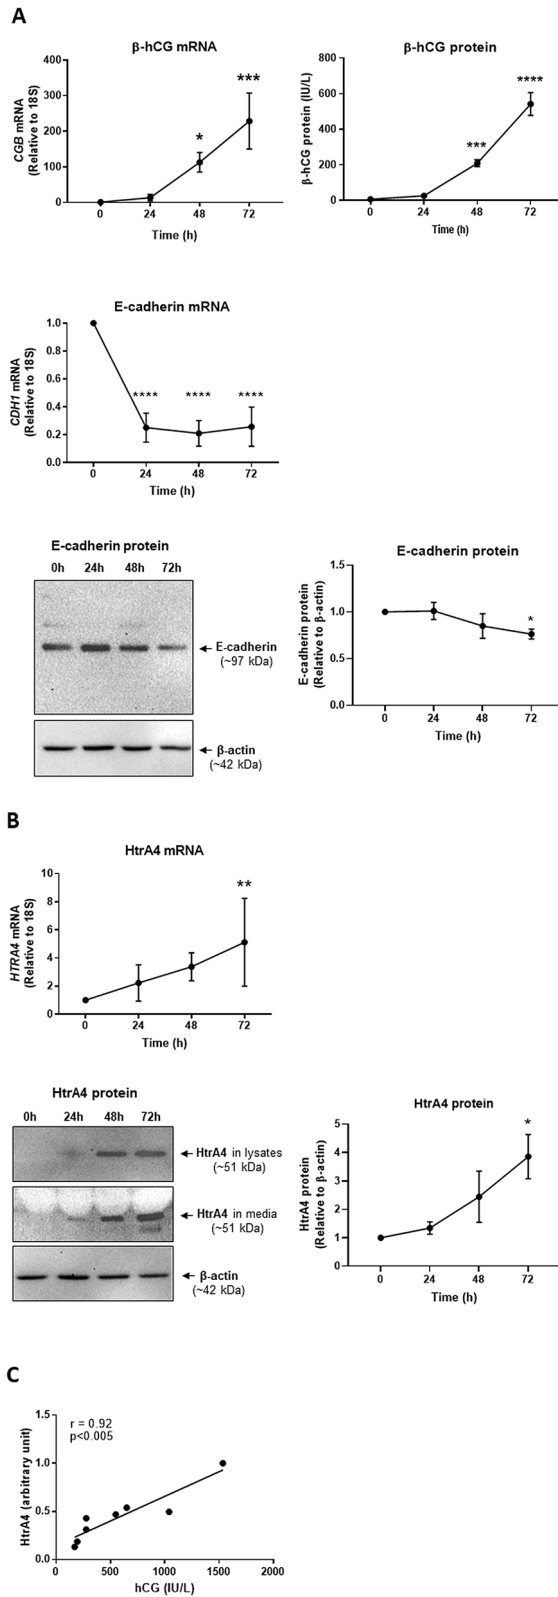 A
β-hCG mRNA
400
300
200
100
0
CGB mRNA
(Relative to 18S)
*
***
0 24 48 72
Time (h)
β-hCG protein
800
600
400
200
0
β-hCG protein (IU/L)
***
****
0 24 48 72
Time (h)
E-cadherin mRNA
1.0
0.8
0.6
0.4
0.2
0.0
CDH1 mRNA
(Relative to 18S)
**** **** ****
0 24 48 72
Time (h)
E-cadherin protein
0h 24h 48h 72h
E-cadherin
(~97 kDa)
β-actin
(~42 kDa)
E-cadherin protein
1.5
1.0
0.5
0.0
E-cadherin protein
(Relative to β-actin)
*
0 24 48 72
Time (h)
B
HtrA4 mRNA
10
8
6
4
2
0
HTRA4 mRNA
(Relative to 18S)
**
0 24 48 72
Time (h)
HtrA4 protein
0h 24h 48h 72h
HtrA4 in lysates
(~51 kDa)
HtrA4 in media
(~51 kDa)
β-actin
(~42 kDa)
HtrA4 protein
5
4
3
2
1
0
HtrA4 protein
(Relative to β-actin)
*
0 24 48 72
Time (h)
C
1.5
1.0
0.5
0.0
HtrA4 (arbitrary unit)
r = 0.92
p<0.005
0 500 1000 1500 2000
hCG (IU/L)